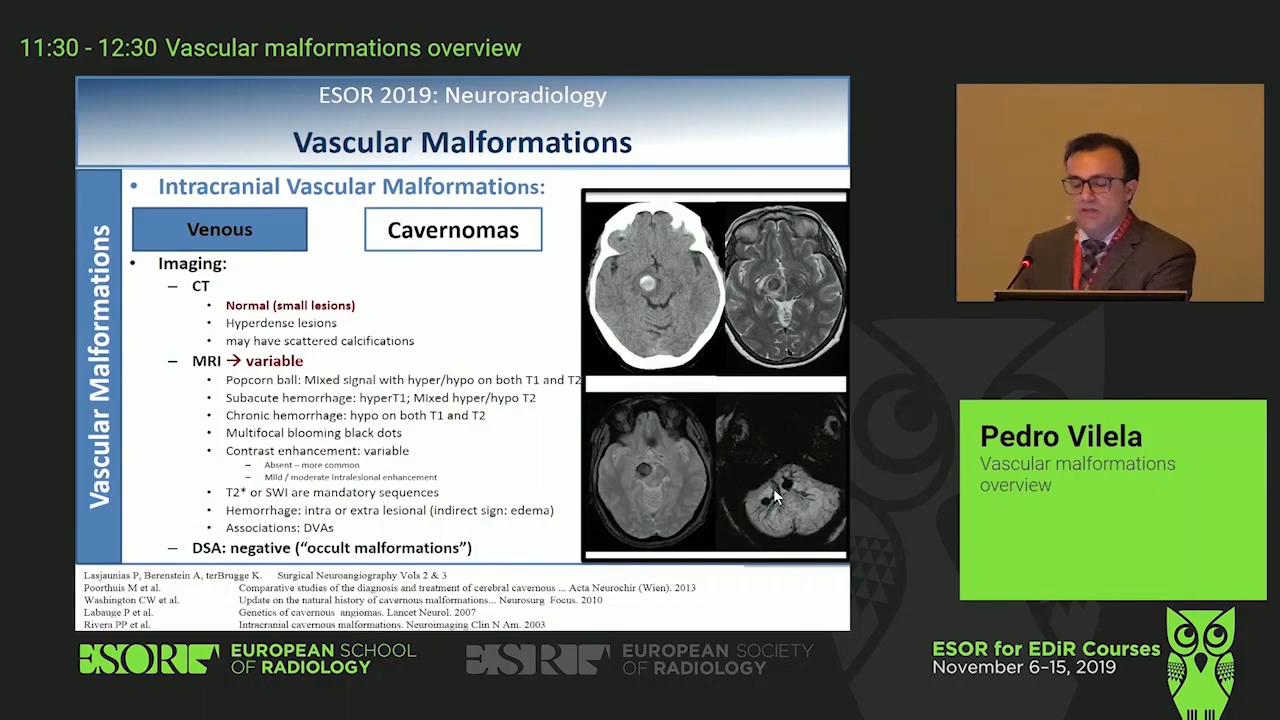 11:30 - 12:30 Vascular malformations overview
ESOR 2019: Neuroradiology
Vascular Malformations
Vascular Malformations
• Intracranial Vascular Malformations:
Venous
Cavernomas
• Imaging:
– CT
• Normal (small lesions)
• Hyperdense lesions
• may have scattered calcifications
– MRI → variable
• Popcorn ball: Mixed signal with hyper/hypo on both T1 and T2
• Subacute hemorrhage: hyperT1; Mixed hyper/hypo T2
• Chronic hemorrhage: hypo on both T1 and T2
• Multifocal blooming black dots
• Contrast enhancement: variable
– Absent – more common
– Mild / moderate intralesional enhancement
• T2* or SWI are mandatory sequences
• Hemorrhage: intra or extra lesional (indirect sign: edema)
• Associations: DVAs
– DSA: negative (“occult malformations”)
Lasjaunias P, Berenstein A, terBrugge K. Surgical Neuroangiography Vols 2 & 3
Poorthuis M et al. Comparative studies of the diagnosis and treatment of cerebral cavernous ... Acta Neurochir (Wien). 2013
Washington CW et al. Update on the natural history of cavernous malformations... Neurosurg Focus. 2010
Labauge P et al. Genetics of cavernous angiomas. Lancet Neurol. 2007
Rivera PP et al. Intracranial cavernous malformations. Neuroimaging Clin N Am. 2003
Pedro Vilela
Vascular malformations
overview
ESOR EUROPEAN SCHOOL
OF RADIOLOGY
ESR EUROPEAN SOCIETY
OF RADIOLOGY
ESOR for EDiR Courses
November 6–15, 2019